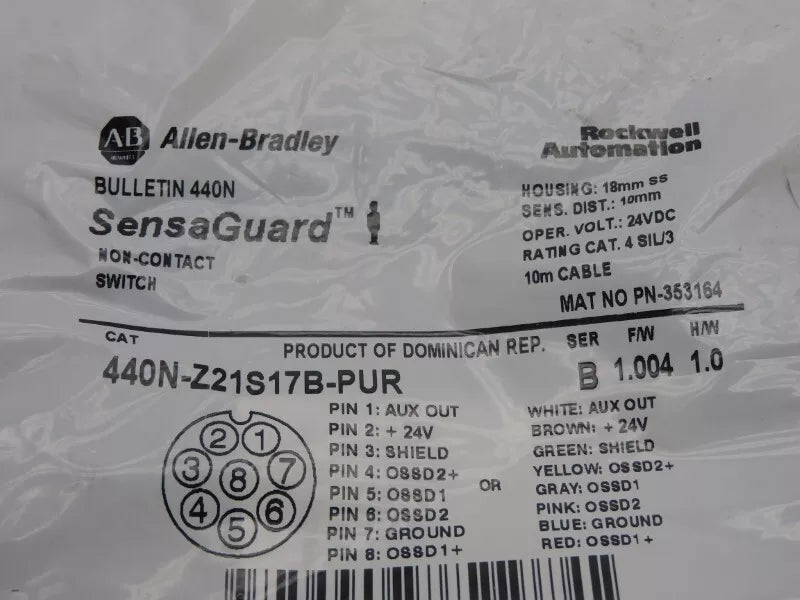 AB Allen-Bradley
Rockwell
Automation
BULLETIN 440N
SensaGuard™
NON-CONTACT
SWITCH
HOUSING: 18mm SS
SENS. DIST.: 10mm
OPER. VOLT.: 24VDC
RATING CAT. 4 SIL/3
10m CABLE
MAT NO PN-353164
CAT PRODUCT OF DOMINICAN REP. SER F/W H/W
440N-Z21S17B-PUR B 1.004 1.0
2 1
3 8 7
4 5 6
PIN 1: AUX OUT
PIN 2: + 24V
PIN 3: SHIELD
PIN 4: OSSD2+
PIN 5: OSSD1
PIN 6: OSSD2
PIN 7: GROUND
PIN 8: OSSD1+
OR
WHITE: AUX OUT
BROWN: + 24V
GREEN: SHIELD
YELLOW: OSSD2+
GRAY: OSSD1
PINK: OSSD2
BLUE: GROUND
RED: OSSD1+